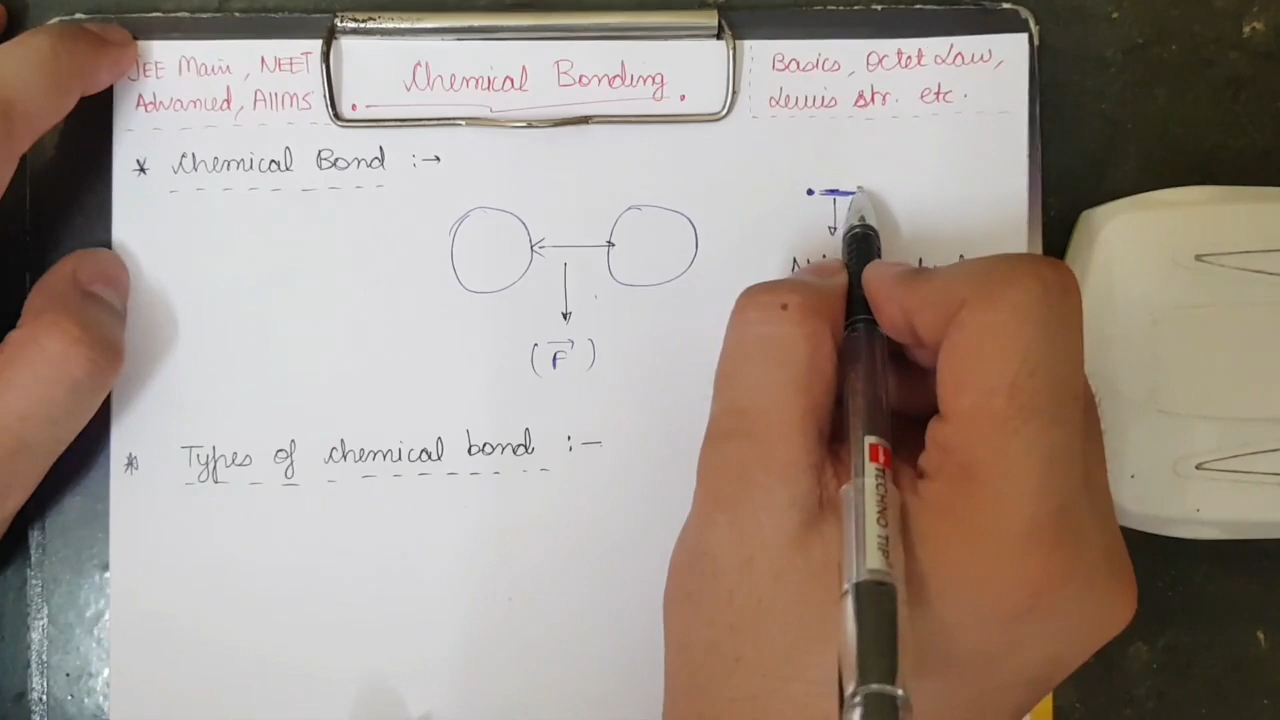 JEE Main, NEET
Advanced, AIIMS
Chemical Bonding
Basics, Octet Law,
Lewis str. etc.
* Chemical Bond :→
(F)
* Types of chemical bond :—
TECHNO TIP